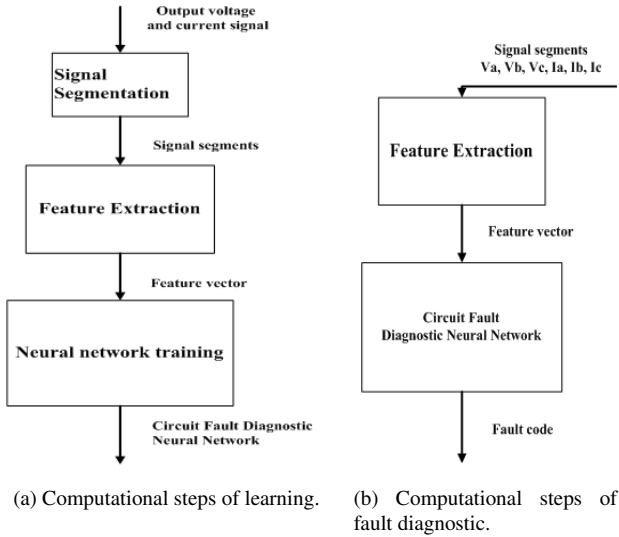 Output voltage
and current signal
Signal
Segmentation
Signal segments
Feature Extraction
Feature vector
Neural network training
Circuit Fault Diagnostic
Neural Network
(a) Computational steps of learning.
Signal segments
Va, Vb, Vc, Ia, Ib, Ic
Feature Extraction
Feature vector
Circuit Fault
Diagnostic Neural Network
Fault code
(b) Computational steps of
fault diagnostic.